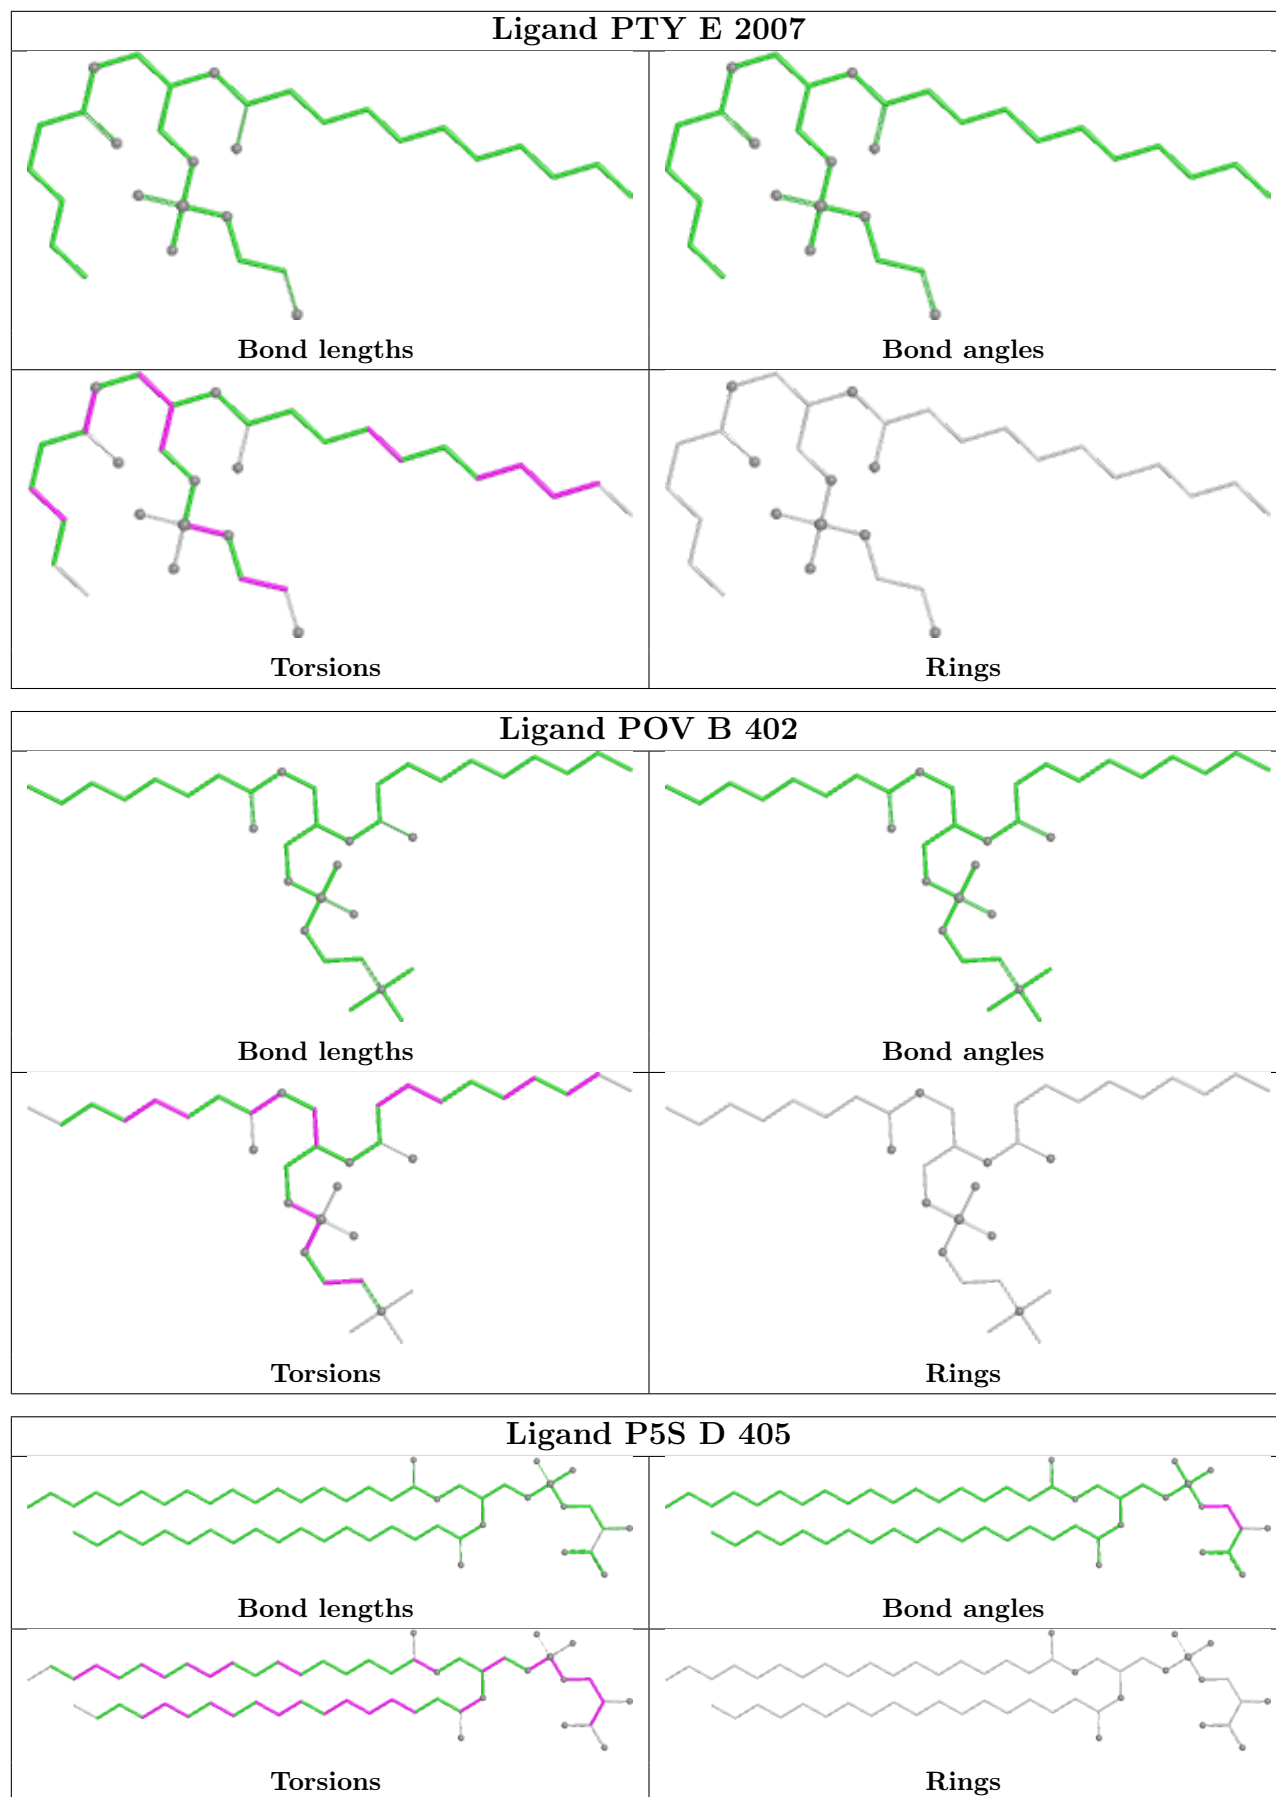 Ligand PTY E 2007
Bond lengths
Bond angles
Torsions
Rings
Ligand POV B 402
Bond lengths
Bond angles
Torsions
Rings
Ligand P5S D 405
Bond lengths
Bond angles
Torsions
Rings